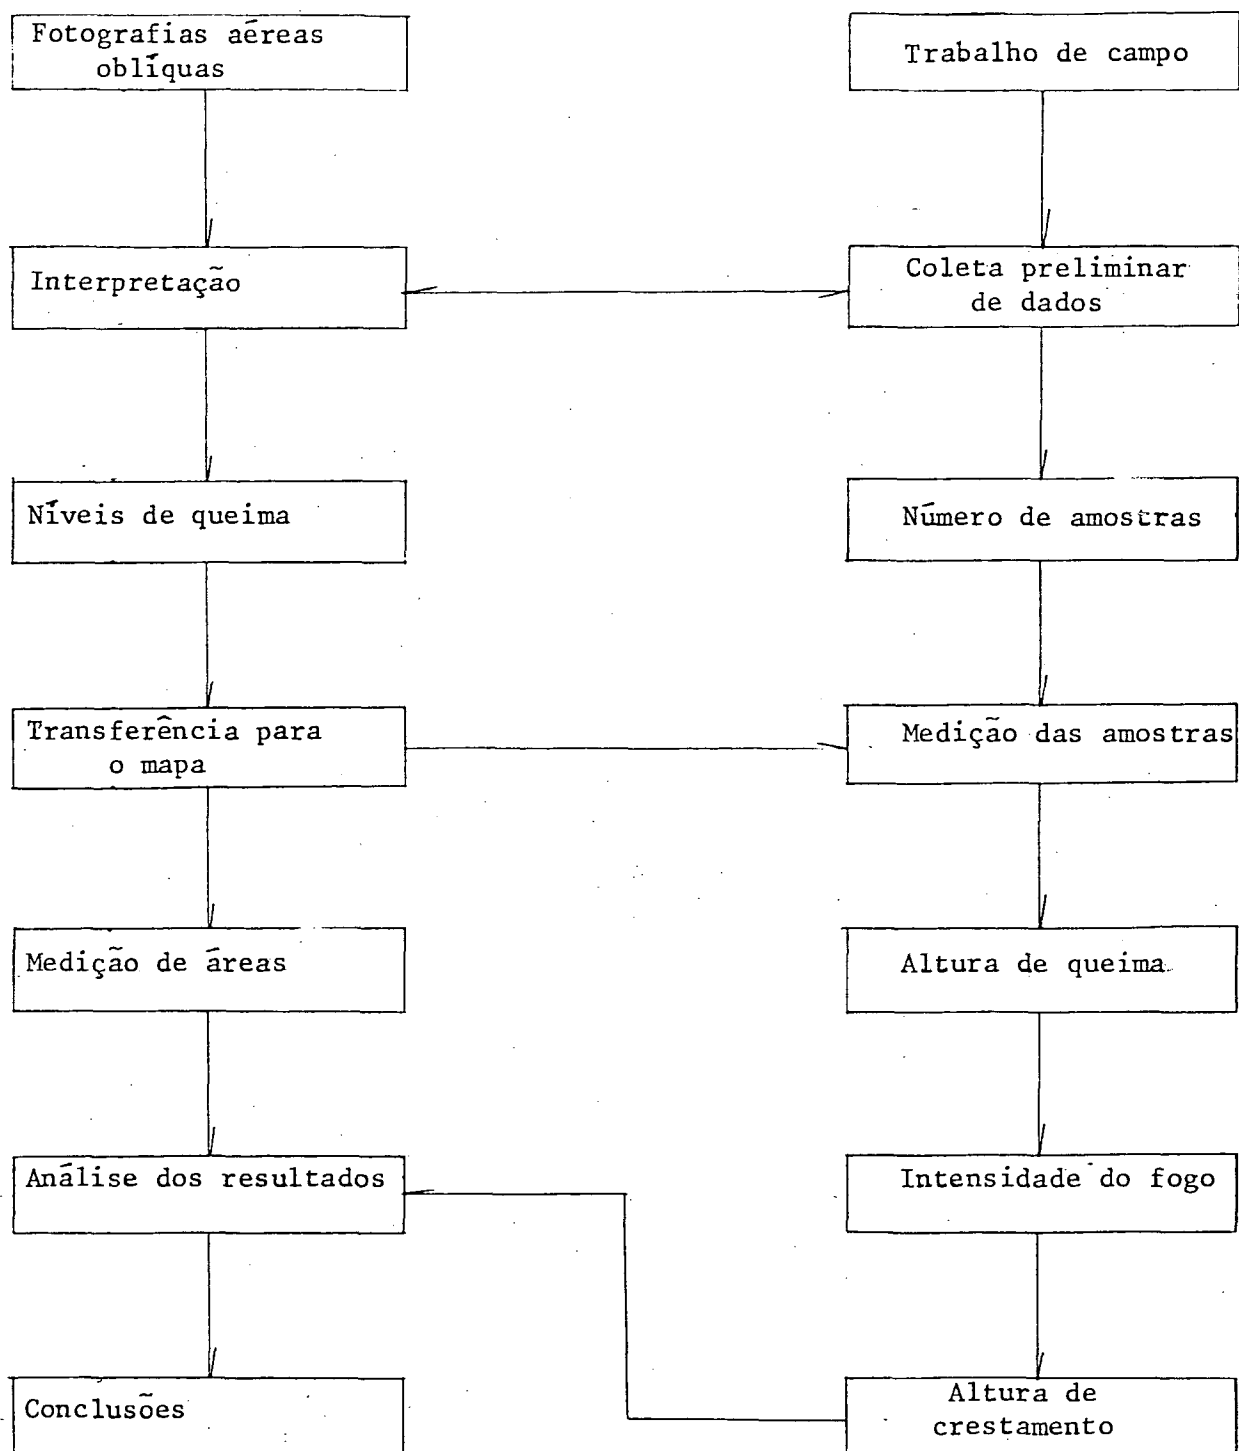 Fotografias aéreas
oblíquas
Trabalho de campo
Interpretação
Coleta preliminar
de dados
Níveis de queima
Número de amostras
Transferência para
o mapa
Medição das amostras
Medição de áreas
Altura de queima
Análise dos resultados
Intensidade do fogo
Conclusões
Altura de
crestamento